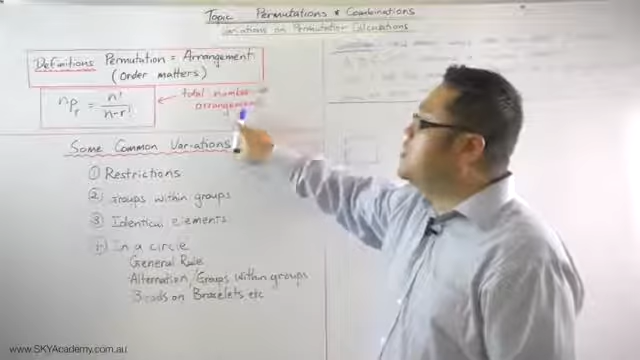 Topic Permutations & Combinations
Variations on Permutation Calculations
Definitions Permutation = Arrangement
(Order matters)
nPr = n!/n-r!
total number
arrangement
Some Common Variations
① Restrictions
② Groups within groups
③ Identical elements
④ In a circle
General Rule
Alternation/Groups within groups
Beads on Bracelets etc
www.SKYAcademy.com.au